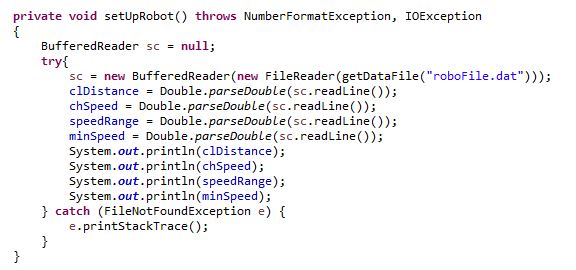 private void setUpRobot() throws NumberFormatException, IOException
{
    BufferedReader sc = null;
    try{
        sc = new BufferedReader(new FileReader(getDataFile("roboFile.dat")));
        clDistance = Double.parseDouble(sc.readLine());
        chSpeed = Double.parseDouble(sc.readLine());
        speedRange = Double.parseDouble(sc.readLine());
        minSpeed = Double.parseDouble(sc.readLine());
        System.out.println(clDistance);
        System.out.println(chSpeed);
        System.out.println(speedRange);
        System.out.println(minSpeed);
    } catch (FileNotFoundException e) {
        e.printStackTrace();
    }
}